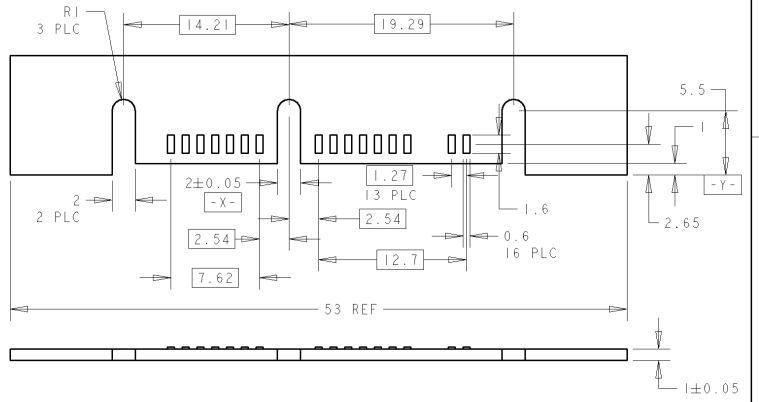 R1
3 PLC
14.21
19.29
5.5
1
2
2 PLC
2±0.05
-X-
1.27
13 PLC
-Y-
2.65
1.6
2.54
2.54
0.6
16 PLC
12.7
7.62
53 REF
1±0.05